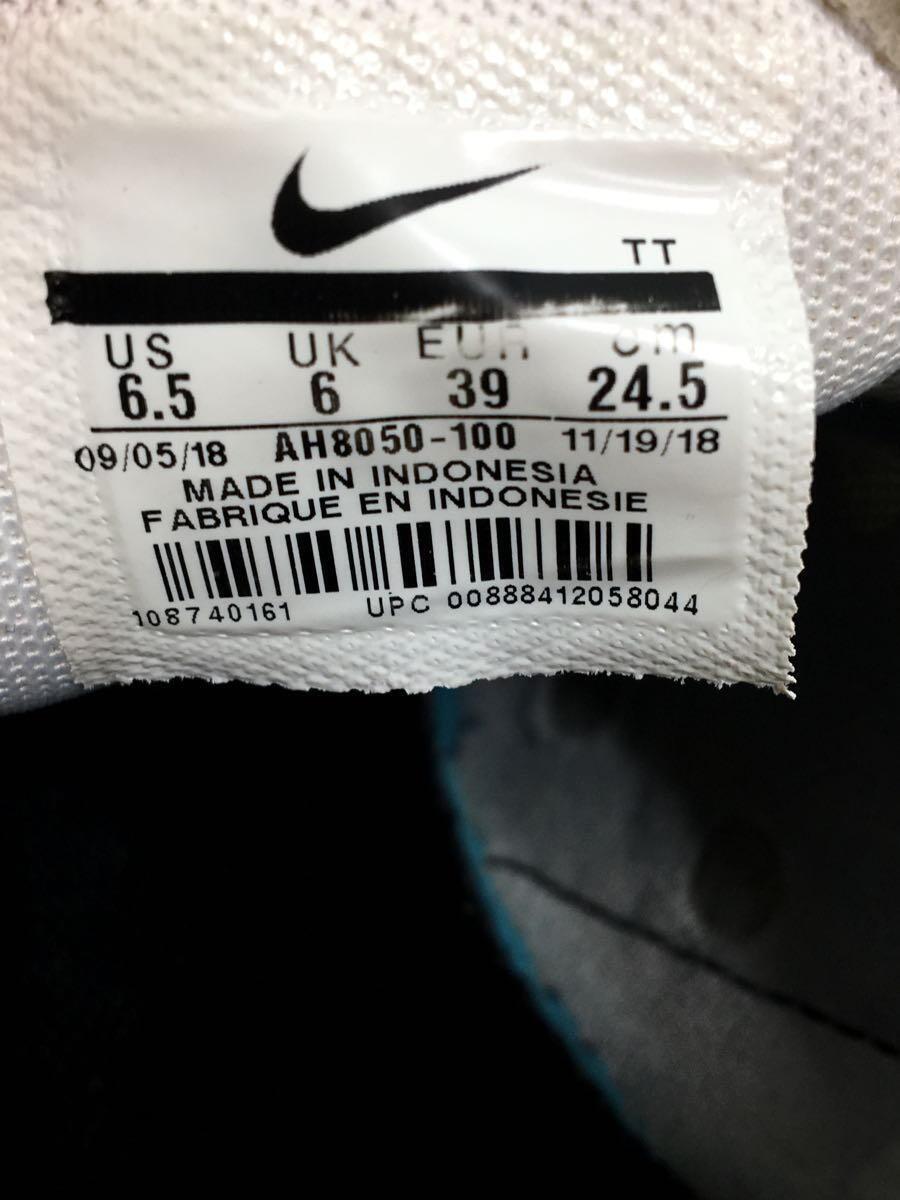 TT
US UK EUR cm
6.5 6 39 24.5
09/05/18 AH8050-100 11/19/18
MADE IN INDONESIA
FABRIQUE EN INDONESIE
108740161 UPC 00888412058044